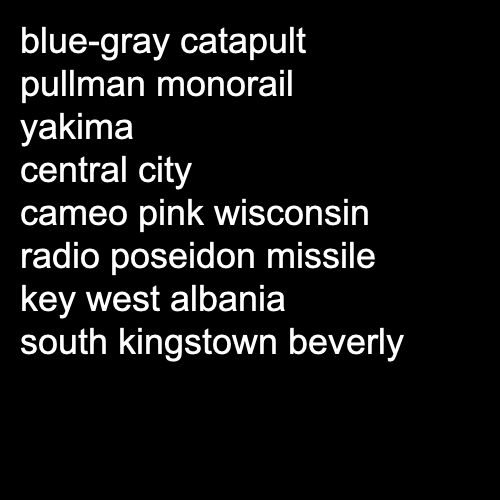 blue-gray catapult
pullman monorail
yakima
central city
cameo pink wisconsin
radio poseidon missile
key west albania
south kingstown beverly